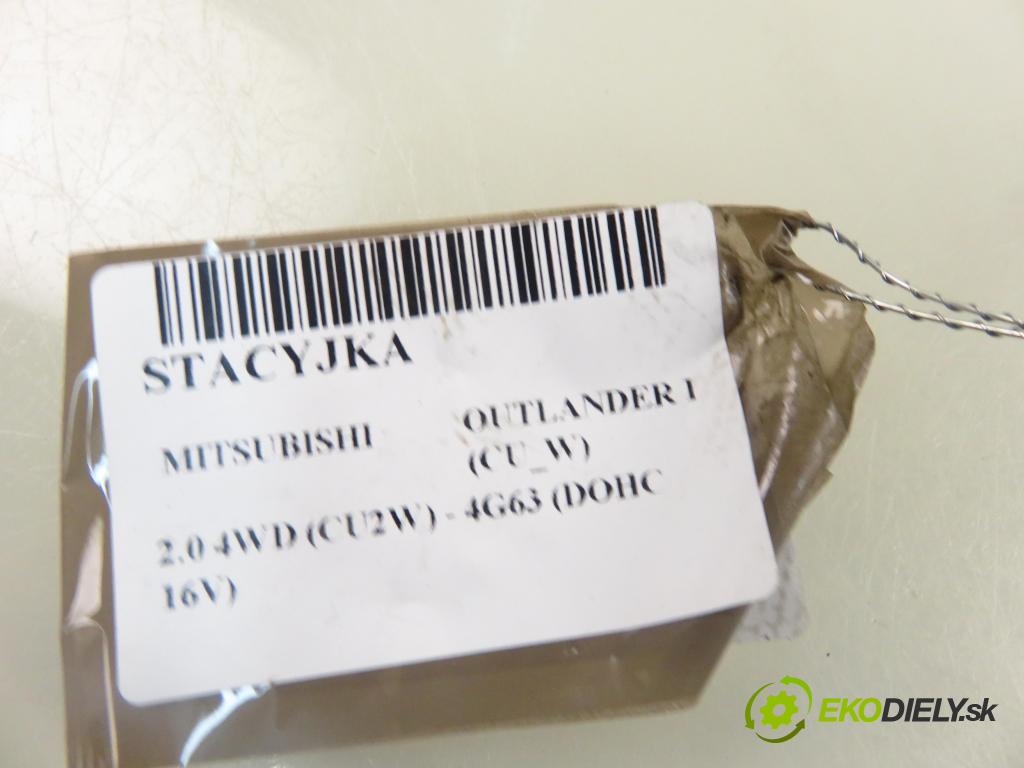 STACYJKA
MITSUBISHI OUTLANDER I
(CU_W)
2.0 4WD (CU2W) - 4G63 (DOHC
16V)
EKODIELY.sk